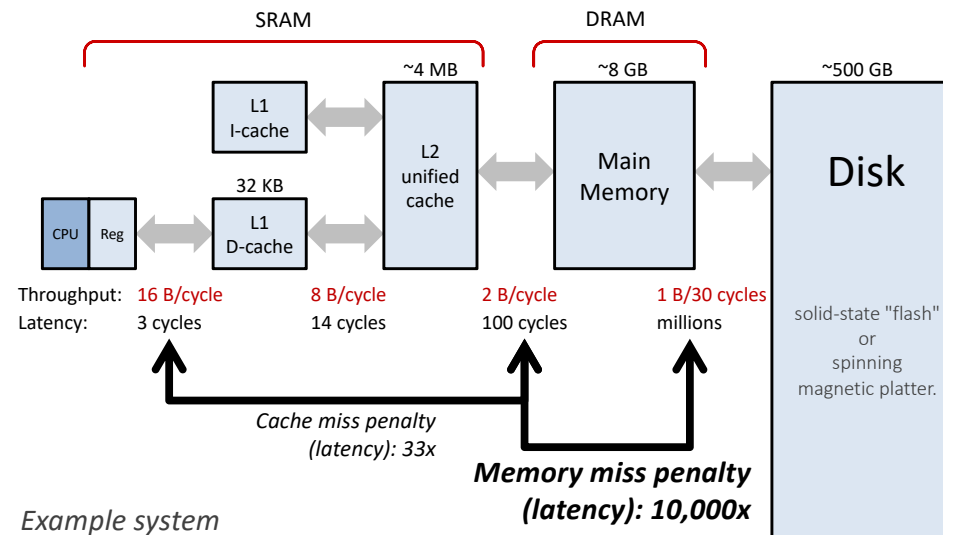 SRAM
DRAM
~4 MB
~8 GB
~500 GB
L1
I-cache
L2
unified
cache
Main
Memory
Disk
32 KB
CPU
Reg
L1
D-cache
Throughput: 16 B/cycle 8 B/cycle 2 B/cycle 1 B/30 cycles
Latency: 3 cycles 14 cycles 100 cycles millions
solid-state "flash"
or
spinning
magnetic platter.
Cache miss penalty
(latency): 33x
Memory miss penalty
(latency): 10,000x
Example system